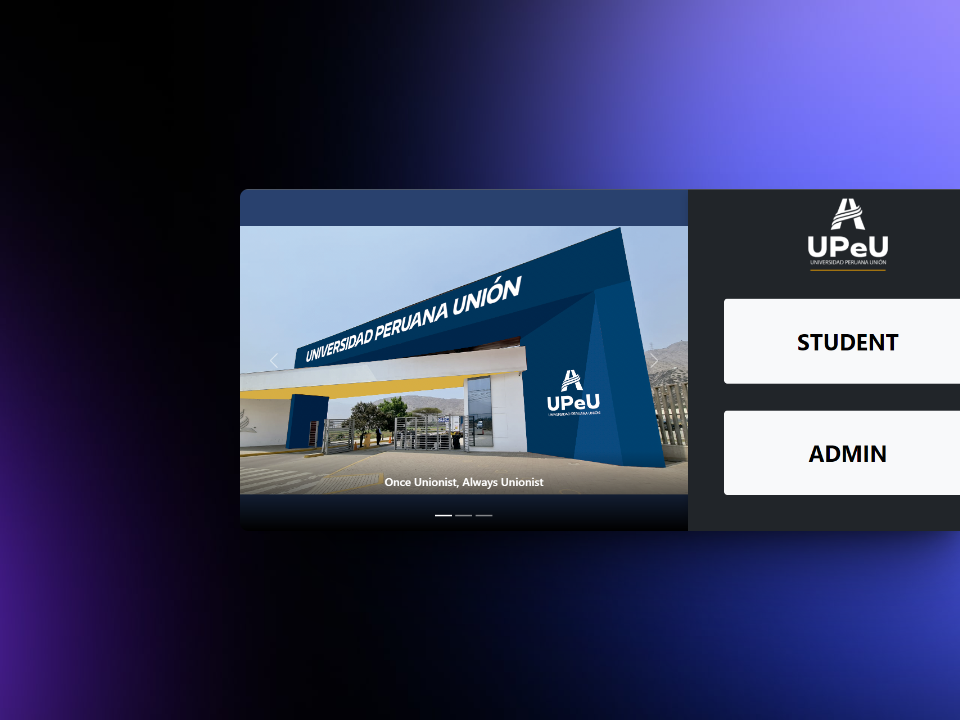 UNIVERSIDAD PERUANA UNIÓN
UPeU
UNIVERSIDAD PERUANA UNIÓN
Once Unionist, Always Unionist
UPeU
UNIVERSIDAD PERUANA UNIÓN
STUDENT
ADMIN